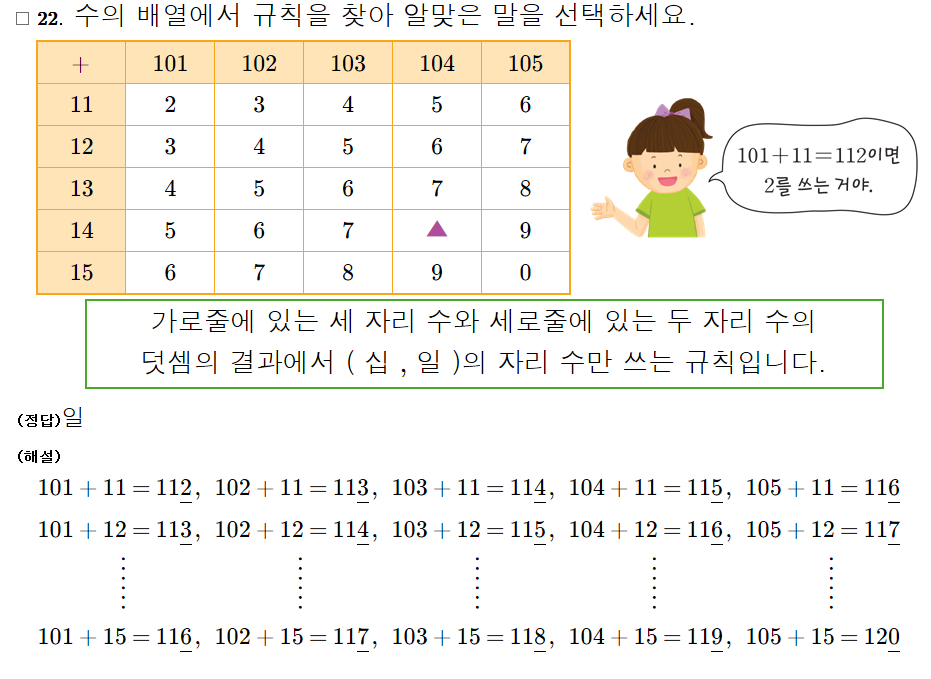 □ 22. 수의 배열에서 규칙을 찾아 알맞은 말을 선택하세요.
+ 101 102 103 104 105
11 2 3 4 5 6
12 3 4 5 6 7
13 4 5 6 7 8
14 5 6 7 ▲ 9
15 6 7 8 9 0
101+11=112이면
2를 쓰는 거야.
가로줄에 있는 세 자리 수와 세로줄에 있는 두 자리 수의
덧셈의 결과에서 ( 십 , 일 )의 자리 수만 쓰는 규칙입니다.
(정답)일
(해설)
101+11=112, 102+11=113, 103+11=114, 104+11=115, 105+11=116
101+12=113, 102+12=114, 103+12=115, 104+12=116, 105+12=117
⋮ ⋮ ⋮ ⋮ ⋮
101+15=116, 102+15=117, 103+15=118, 104+15=119, 105+15=120